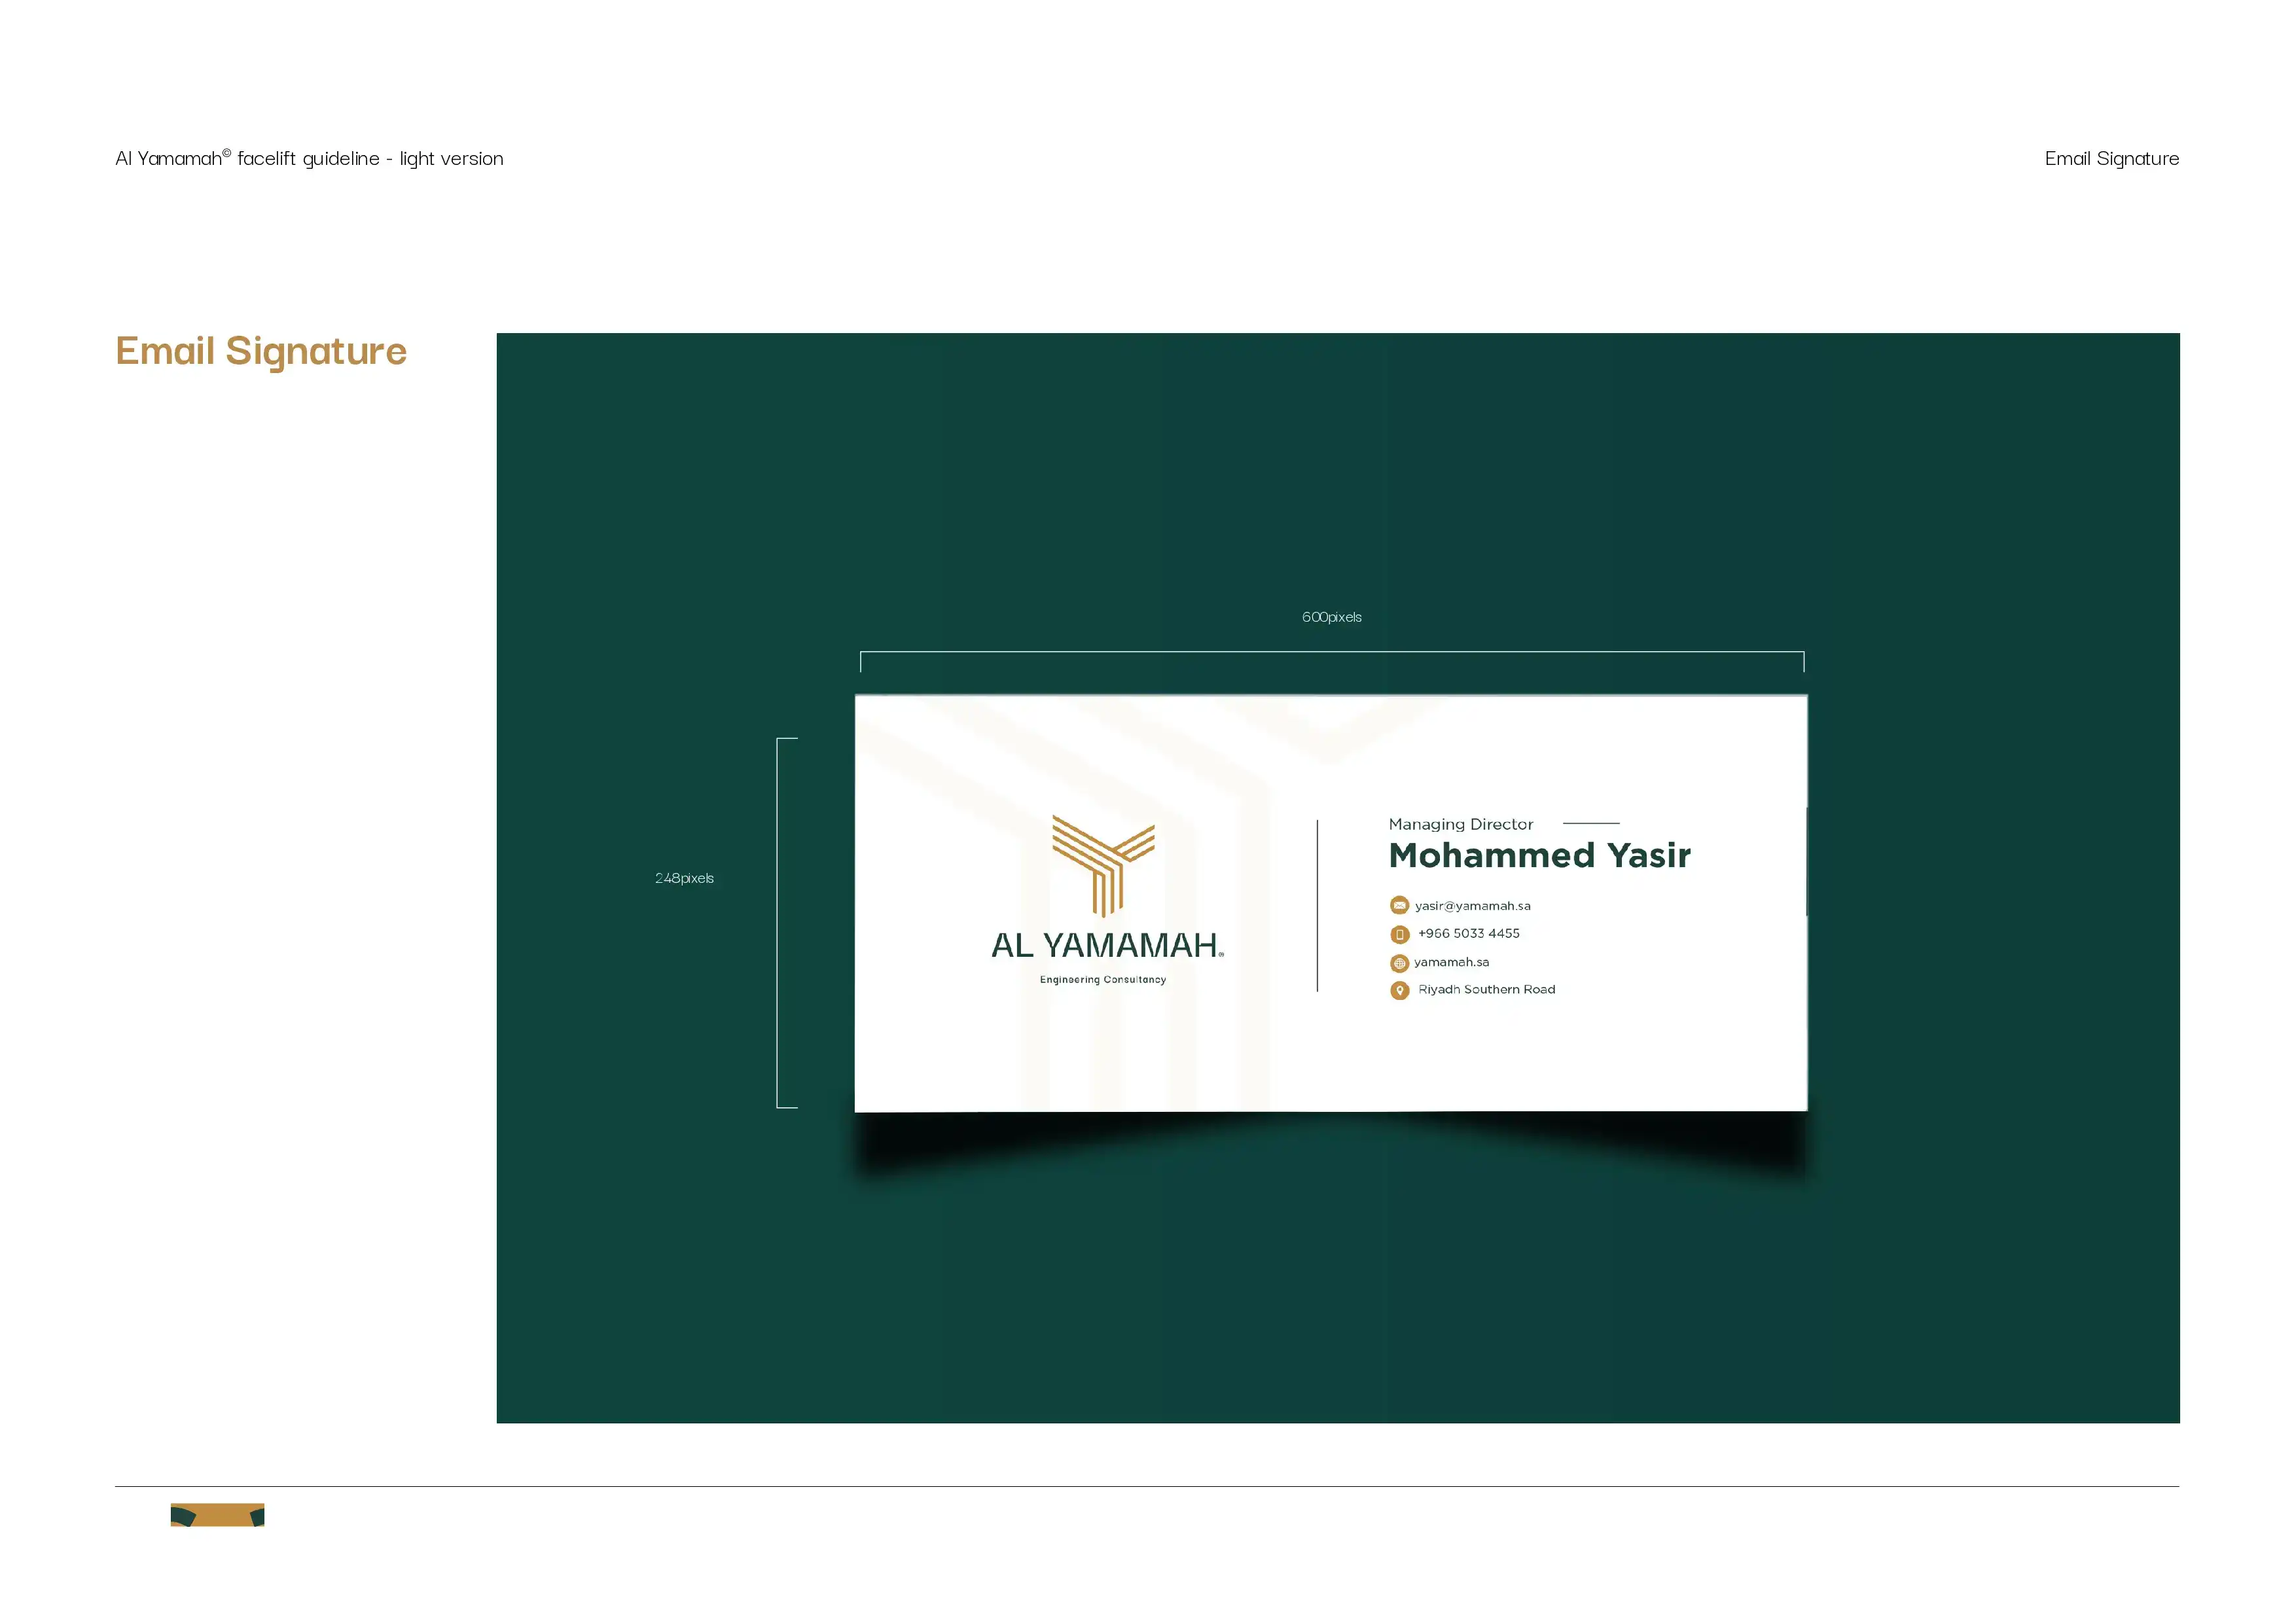 Al Yamamah© facelift guideline - light version
Email Signature
Email Signature
600pixels
248pixels
AL YAMAMAH®
Engineering Consultancy
Managing Director
Mohammed Yasir
yasir@yamamah.sa
+966 5033 4455
yamamah.sa
Riyadh Southern Road